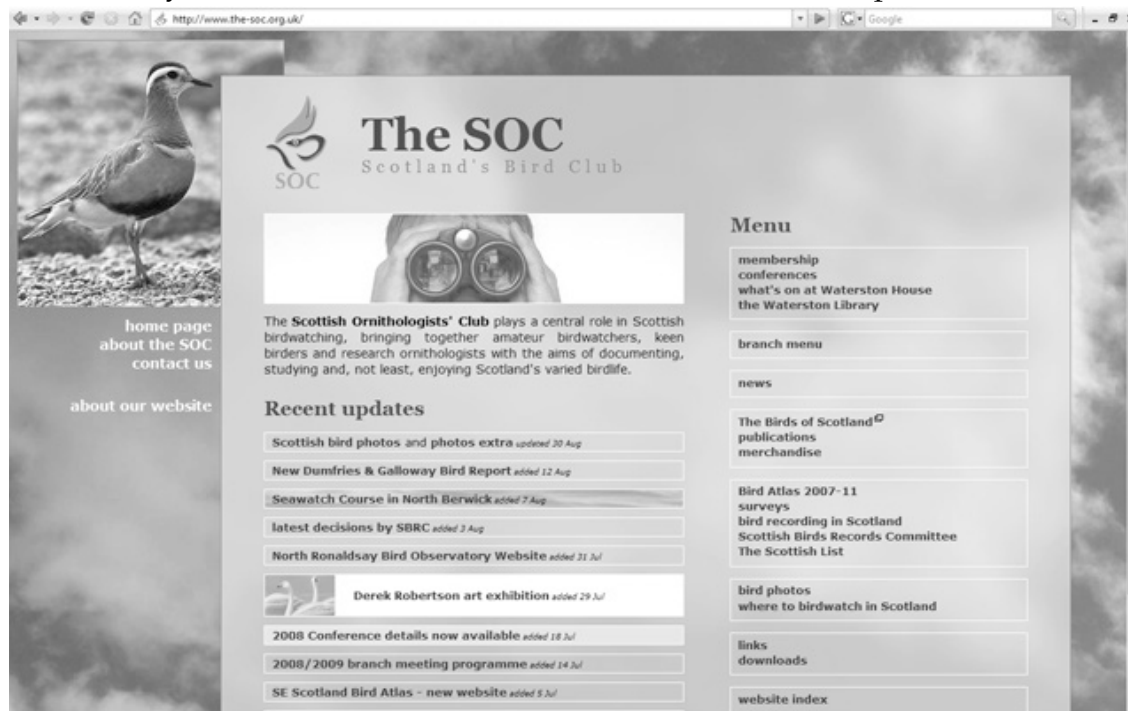 http://www.the-soc.org.uk/
Google
The SOC
Scotland's Bird Club
SOC
home page
about the SOC
contact us
about our website
The Scottish Ornithologists' Club plays a central role in Scottish
birdwatching, bringing together amateur birdwatchers, keen
birders and research ornithologists with the aims of documenting,
studying and, not least, enjoying Scotland's varied birdlife.
Recent updates
Scottish bird photos and photos extra updated 30 Aug
New Dumfries & Galloway Bird Report added 12 Aug
Seawatch Course in North Berwick added 7 Aug
latest decisions by SBRC added 3 Aug
North Ronaldsay Bird Observatory Website added 31 Jul
Derek Robertson art exhibition added 29 Jul
2008 Conference details now available added 18 Jul
2008/2009 branch meeting programme added 14 Jul
SE Scotland Bird Atlas - new website added 5 Jul
Menu
membership
conferences
what's on at Waterston House
the Waterston Library
branch menu
news
The Birds of Scotland
publications
merchandise
Bird Atlas 2007-11
surveys
bird recording in Scotland
Scottish Birds Records Committee
The Scottish List
bird photos
where to birdwatch in Scotland
links
downloads
website index